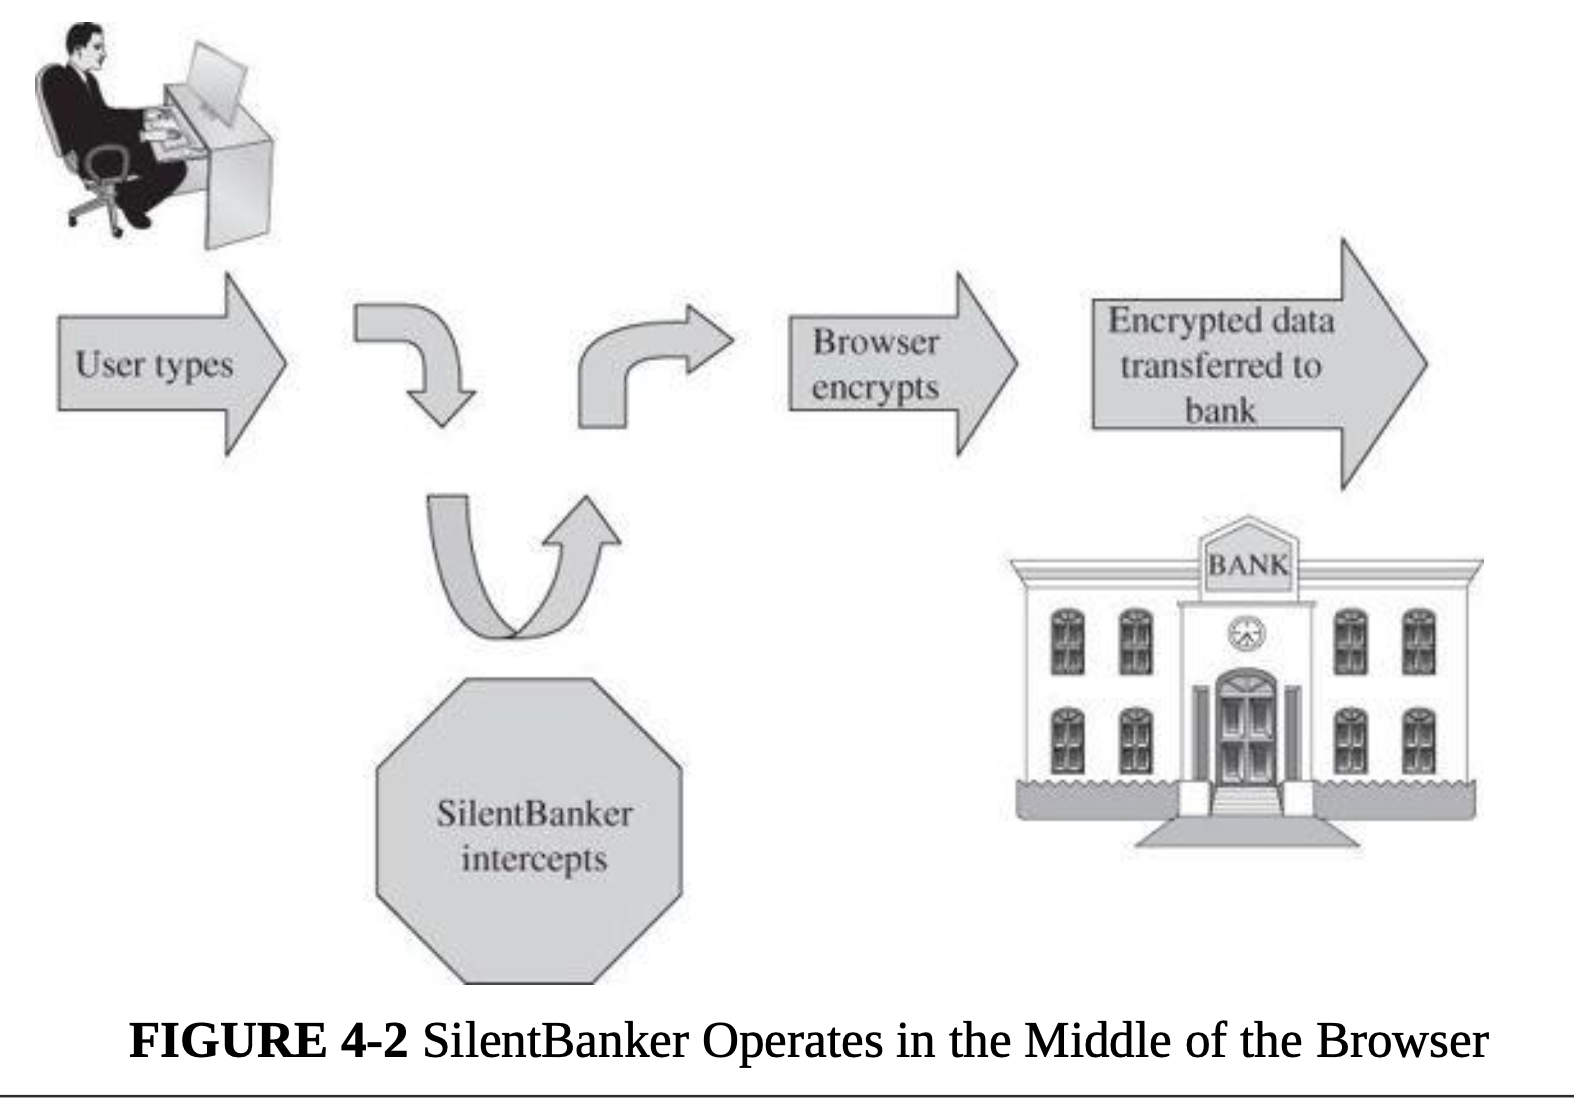 User types
Browser
encrypts
Encrypted data
transferred to
bank
BANK
SilentBanker
intercepts
FIGURE 4-2 SilentBanker Operates in the Middle of the Browser